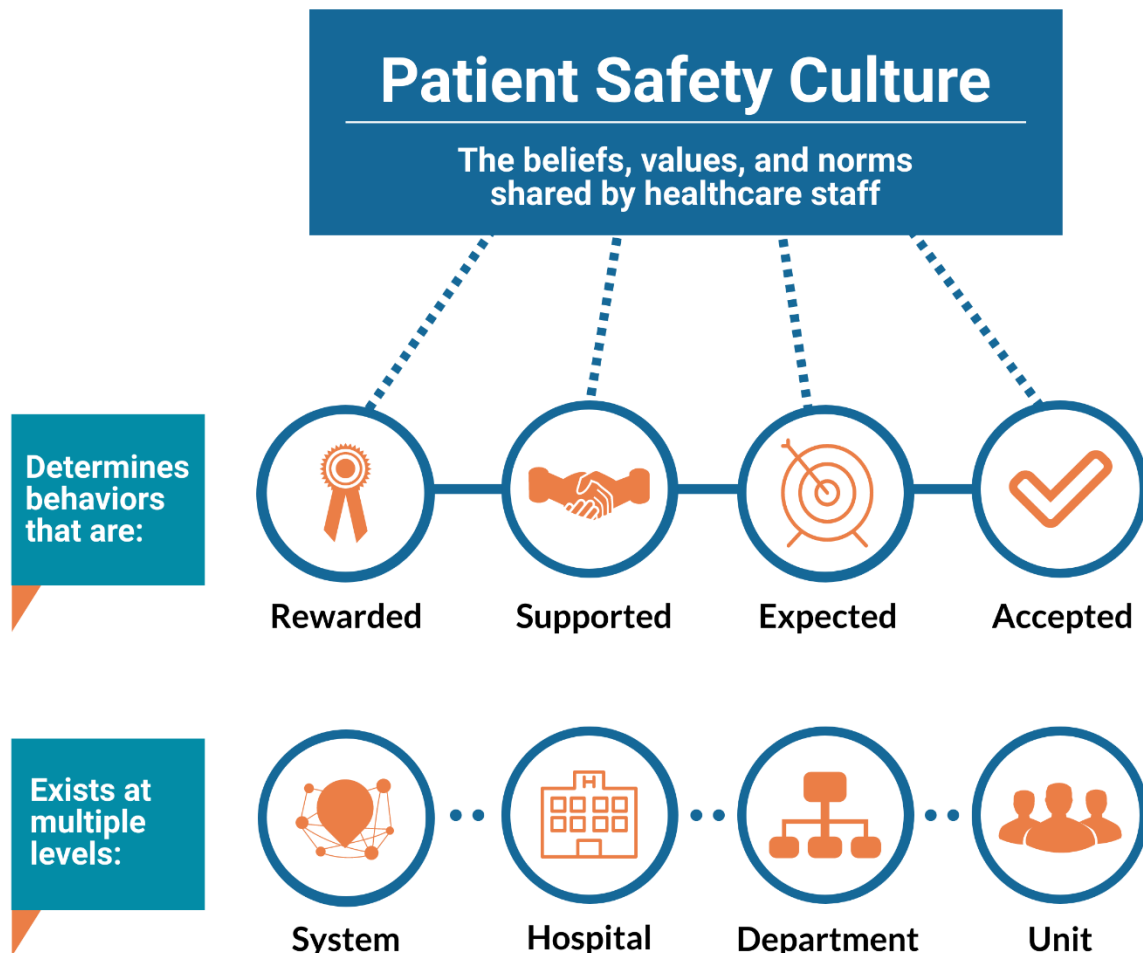 Patient Safety Culture
The beliefs, values, and norms
shared by healthcare staff
Determines
behaviors
that are:
Rewarded
Supported
Expected
Accepted
Exists at
multiple
levels:
H
System
Hospital
Department
Unit